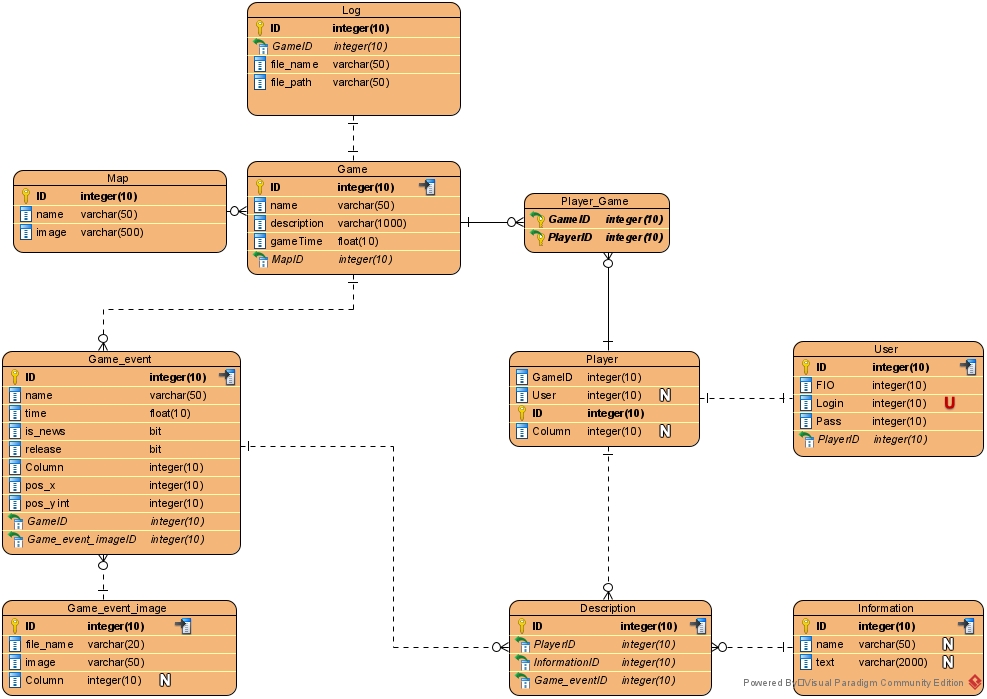 Log
ID integer(10)
GameID integer(10)
file_name varchar(50)
file_path varchar(50)
Map
ID integer(10)
name varchar(50)
image varchar(500)
Game
ID integer(10)
name varchar(50)
description varchar(1000)
gameTime float(10)
MapID integer(10)
Player_Game
GameID integer(10)
PlayerID integer(10)
Game_event
ID integer(10)
name varchar(50)
time float(10)
is_news bit
release bit
Column integer(10)
pos_x integer(10)
pos_y int integer(10)
GameID integer(10)
Game_event_imageID integer(10)
Player
GameID integer(10)
User integer(10) N
ID integer(10)
Column integer(10) N
User
ID integer(10)
FIO integer(10)
Login integer(10) U
Pass integer(10)
PlayerID integer(10)
Game_event_image
ID integer(10)
file_name varchar(20)
image varchar(50)
Column integer(10) N
Description
ID integer(10)
PlayerID integer(10)
InformationID integer(10)
Game_eventID integer(10)
Information
ID integer(10)
name varchar(50) N
text varchar(2000) N
Powered By Visual Paradigm Community Edition